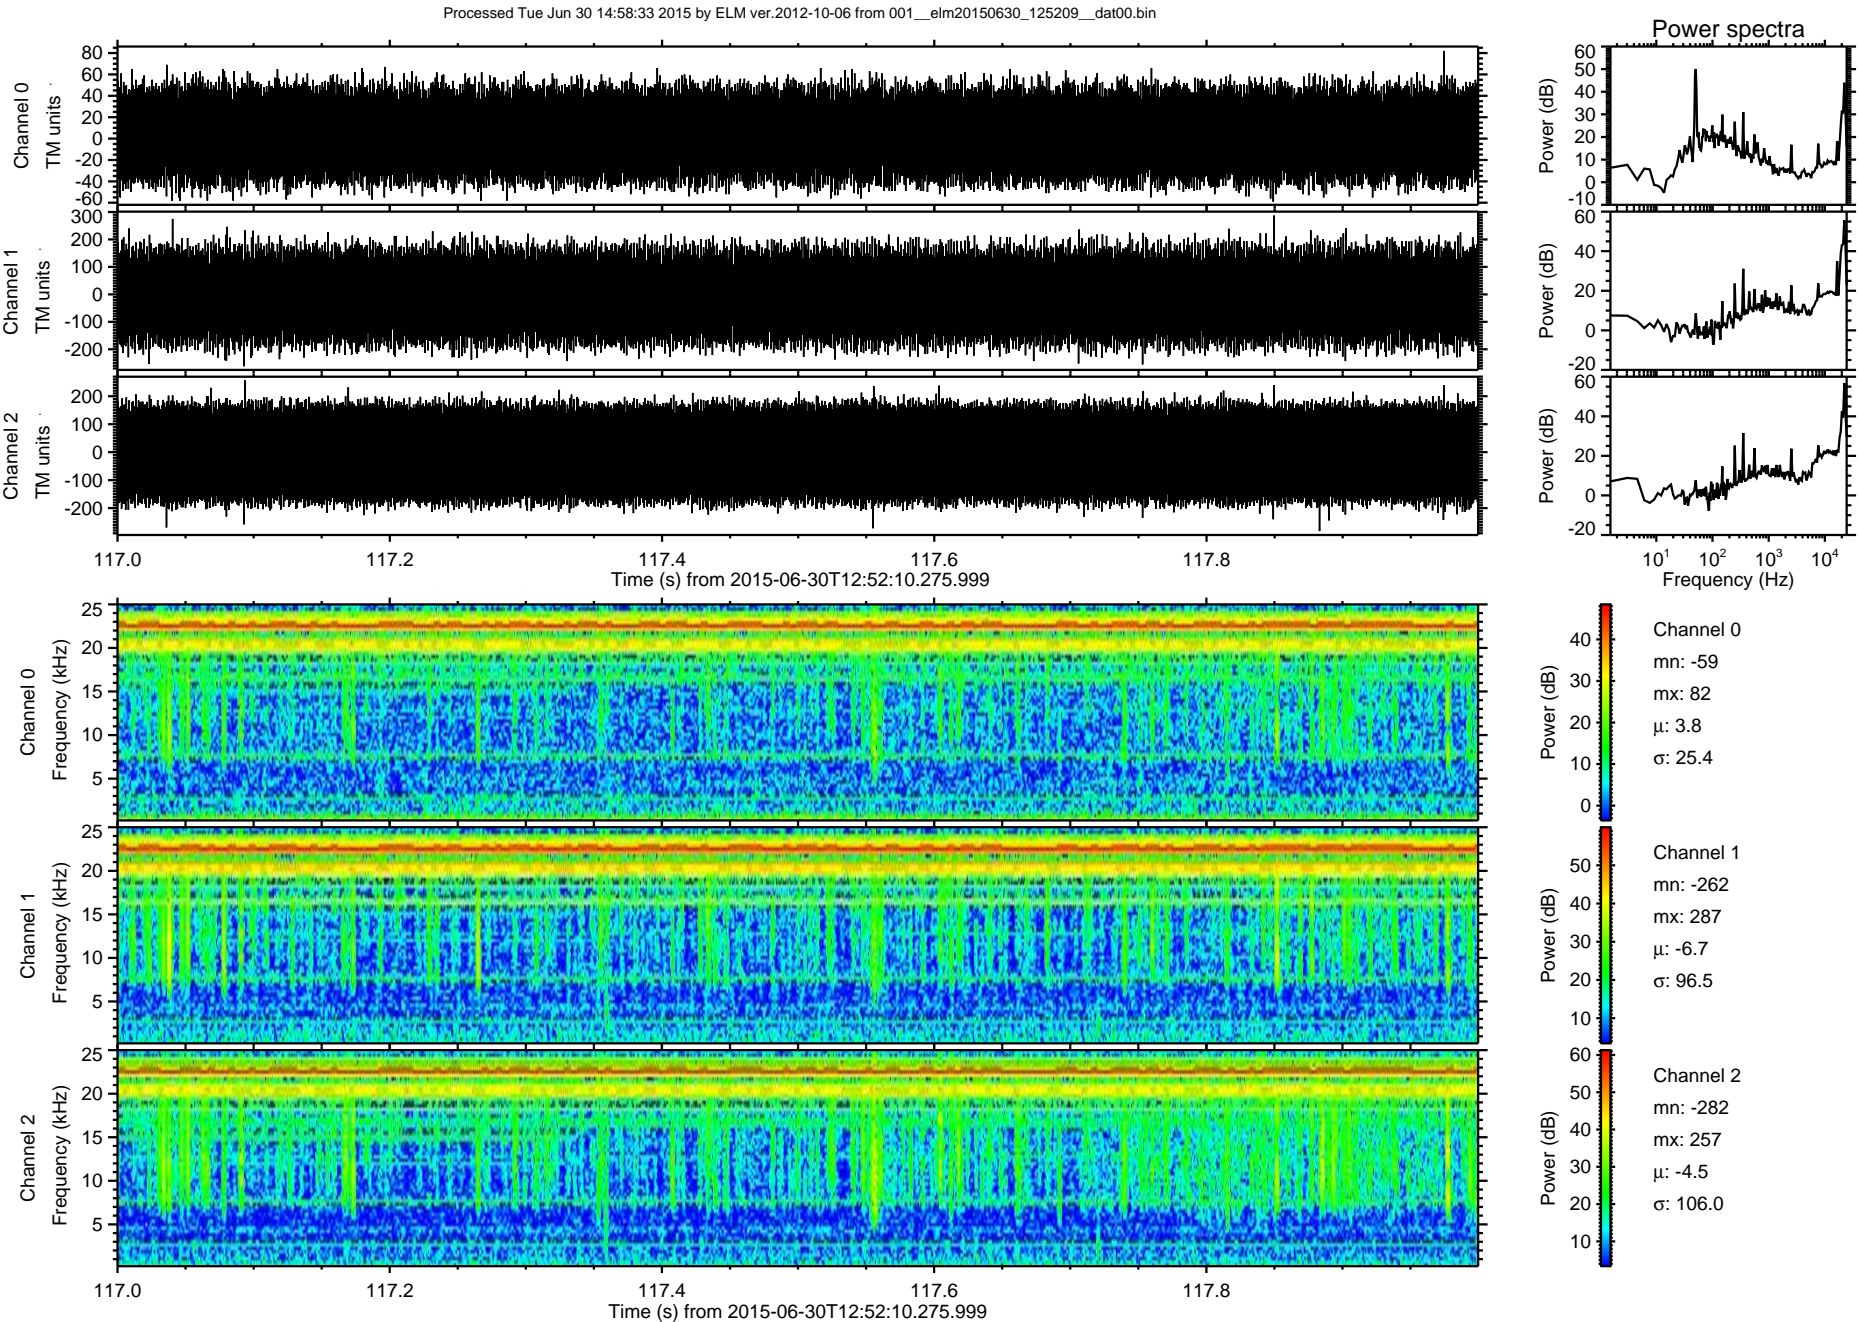 Processed Tue Jun 30 14:58:33 2015 by ELM ver.2012-10-06 from 001__elm20150630_125209__dat00.bin
Power spectra
Channel 0
TM units
80
60
40
20
0
-20
-40
-60
Power (dB)
60
50
40
30
20
10
0
-10
Channel 1
TM units
300
200
100
0
-100
-200
Power (dB)
60
40
20
0
-20
Channel 2
TM units
200
100
0
-100
-200
Power (dB)
60
40
20
0
-20
117.0 117.2 117.4 117.6 117.8
Time (s) from 2015-06-30T12:52:10.275.999
10^1 10^2 10^3 10^4
Frequency (Hz)
Channel 0
Frequency (kHz)
25
20
15
10
5
Power (dB)
40
30
20
10
0
Channel 0
mn: -59
mx: 82
μ: 3.8
σ: 25.4
Channel 1
Frequency (kHz)
25
20
15
10
5
Power (dB)
50
40
30
20
10
Channel 1
mn: -262
mx: 287
μ: -6.7
σ: 96.5
Channel 2
Frequency (kHz)
25
20
15
10
5
Power (dB)
60
50
40
30
20
10
Channel 2
mn: -282
mx: 257
μ: -4.5
σ: 106.0
117.0 117.2 117.4 117.6 117.8
Time (s) from 2015-06-30T12:52:10.275.999